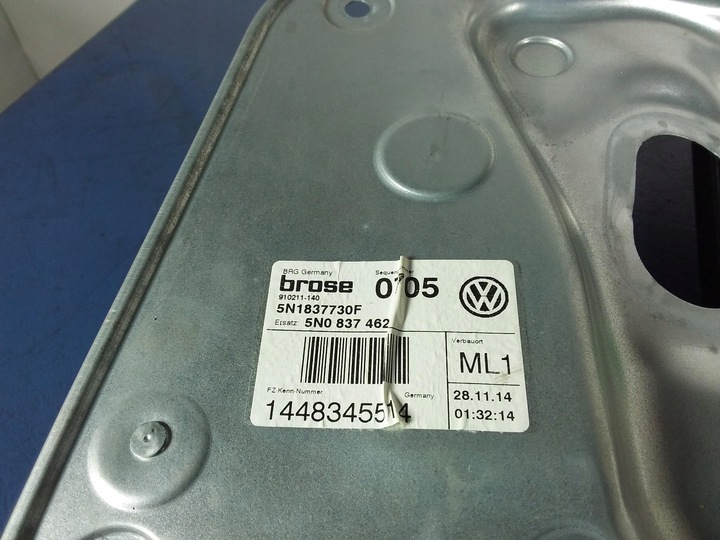 BRG Germany
brose
910211-140
5N1837730F
Ersatz: 5N0 837 462
Verbauort
ML1
FZ Kenn-Nummer
Germany
28.11.14
01:32:14